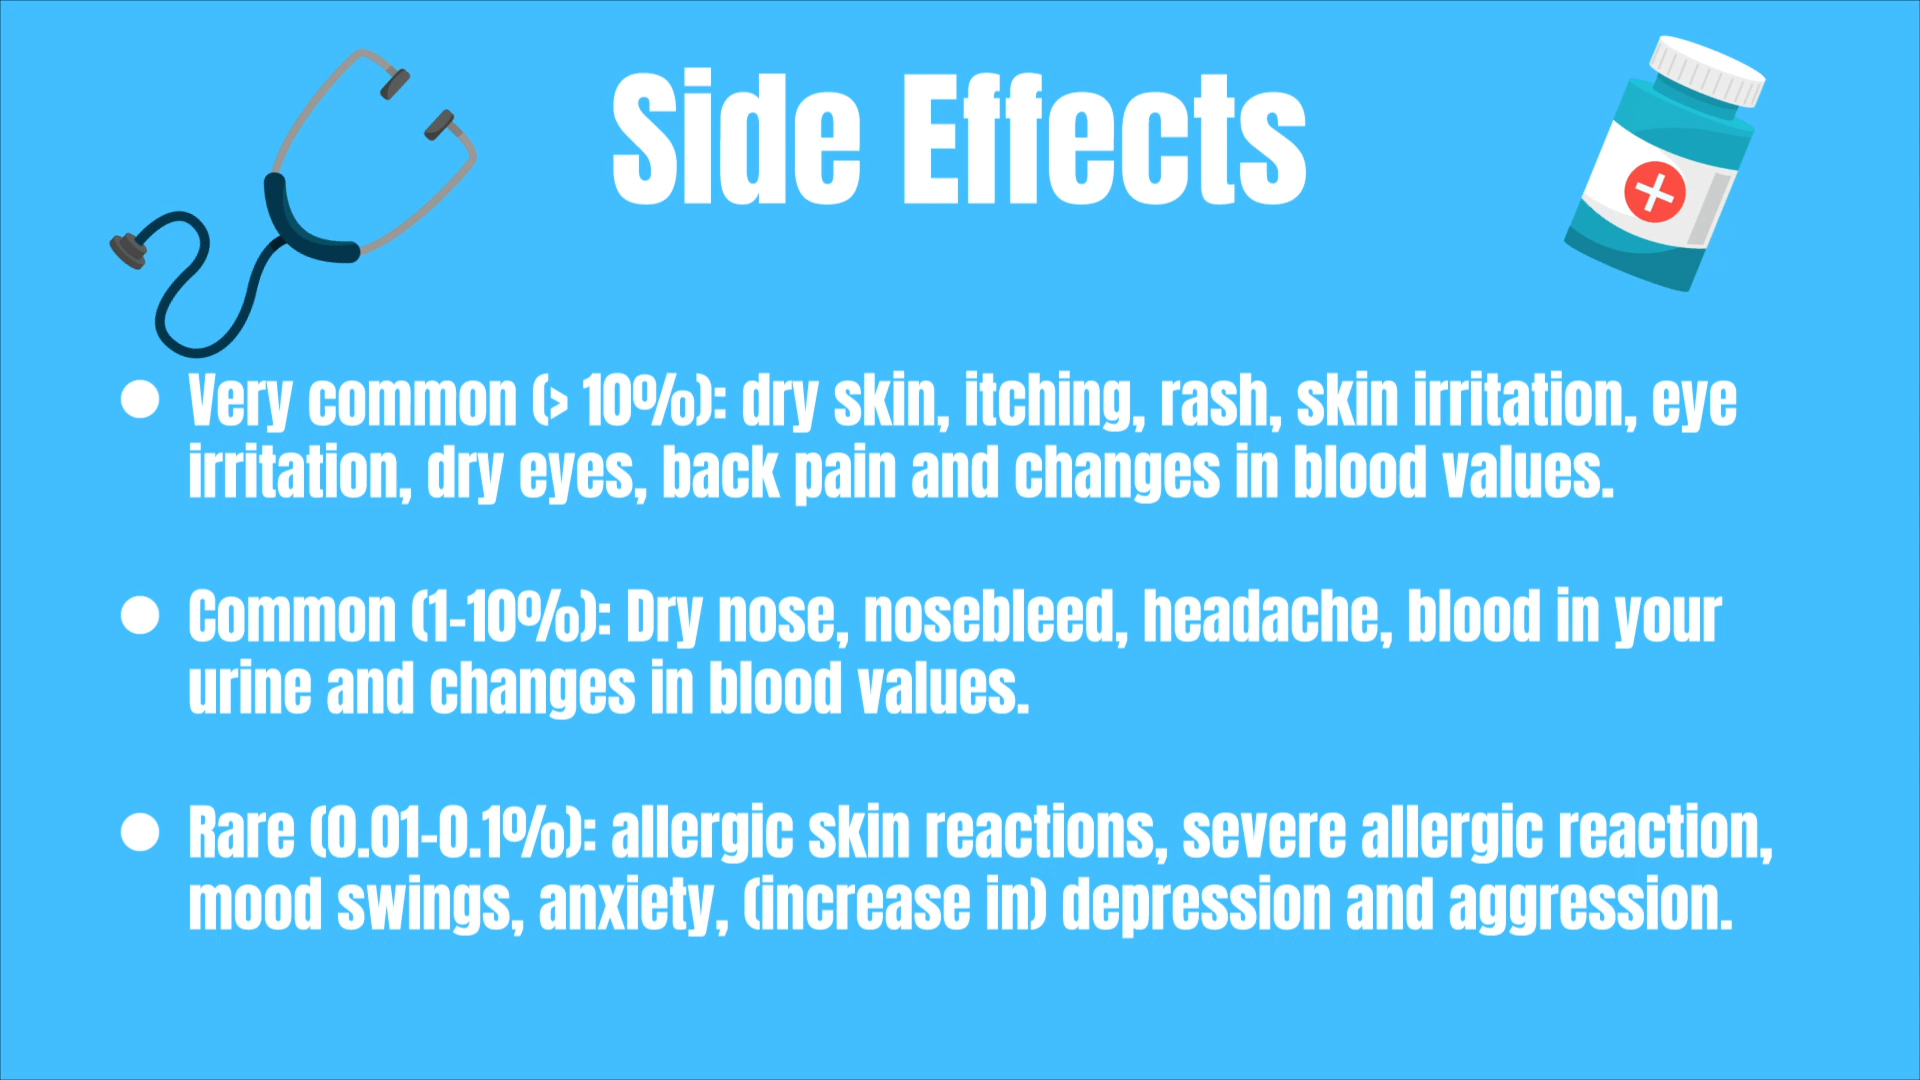 Side Effects
● Very common (> 10%): dry skin, itching, rash, skin irritation, eye
irritation, dry eyes, back pain and changes in blood values.
● Common (1-10%): Dry nose, nosebleed, headache, blood in your
urine and changes in blood values.
● Rare (0.01-0.1%): allergic skin reactions, severe allergic reaction,
mood swings, anxiety, (increase in) depression and aggression.